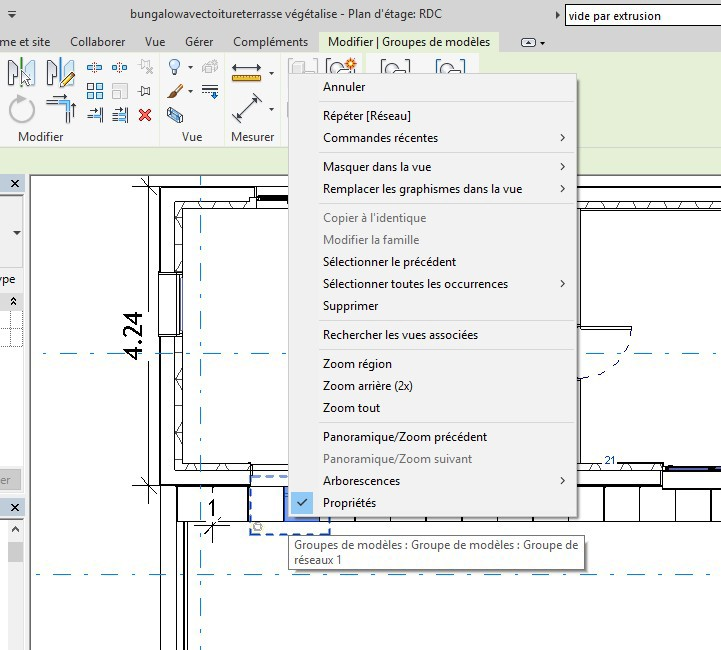 bungalowavectoitureterrasse végétalise - Plan d'étage: RDC
vide par extrusion
me et site
Collaborer
Vue
Gérer
Compléments
Modifier | Groupes de modèles
Modifier
Vue
Mesurer
Annuler
Répéter [Réseau]
Commandes récentes
Masquer dans la vue
Remplacer les graphismes dans la vue
Copier à l'identique
Modifier la famille
Sélectionner le précédent
Sélectionner toutes les occurrences
Supprimer
Rechercher les vues associées
Zoom région
Zoom arrière (2x)
Zoom tout
Panoramique/Zoom précédent
Panoramique/Zoom suivant
Arborescences
Propriétés
ype
er
4.24
1
21
Groupes de modèles : Groupe de modèles : Groupe de
réseaux 1